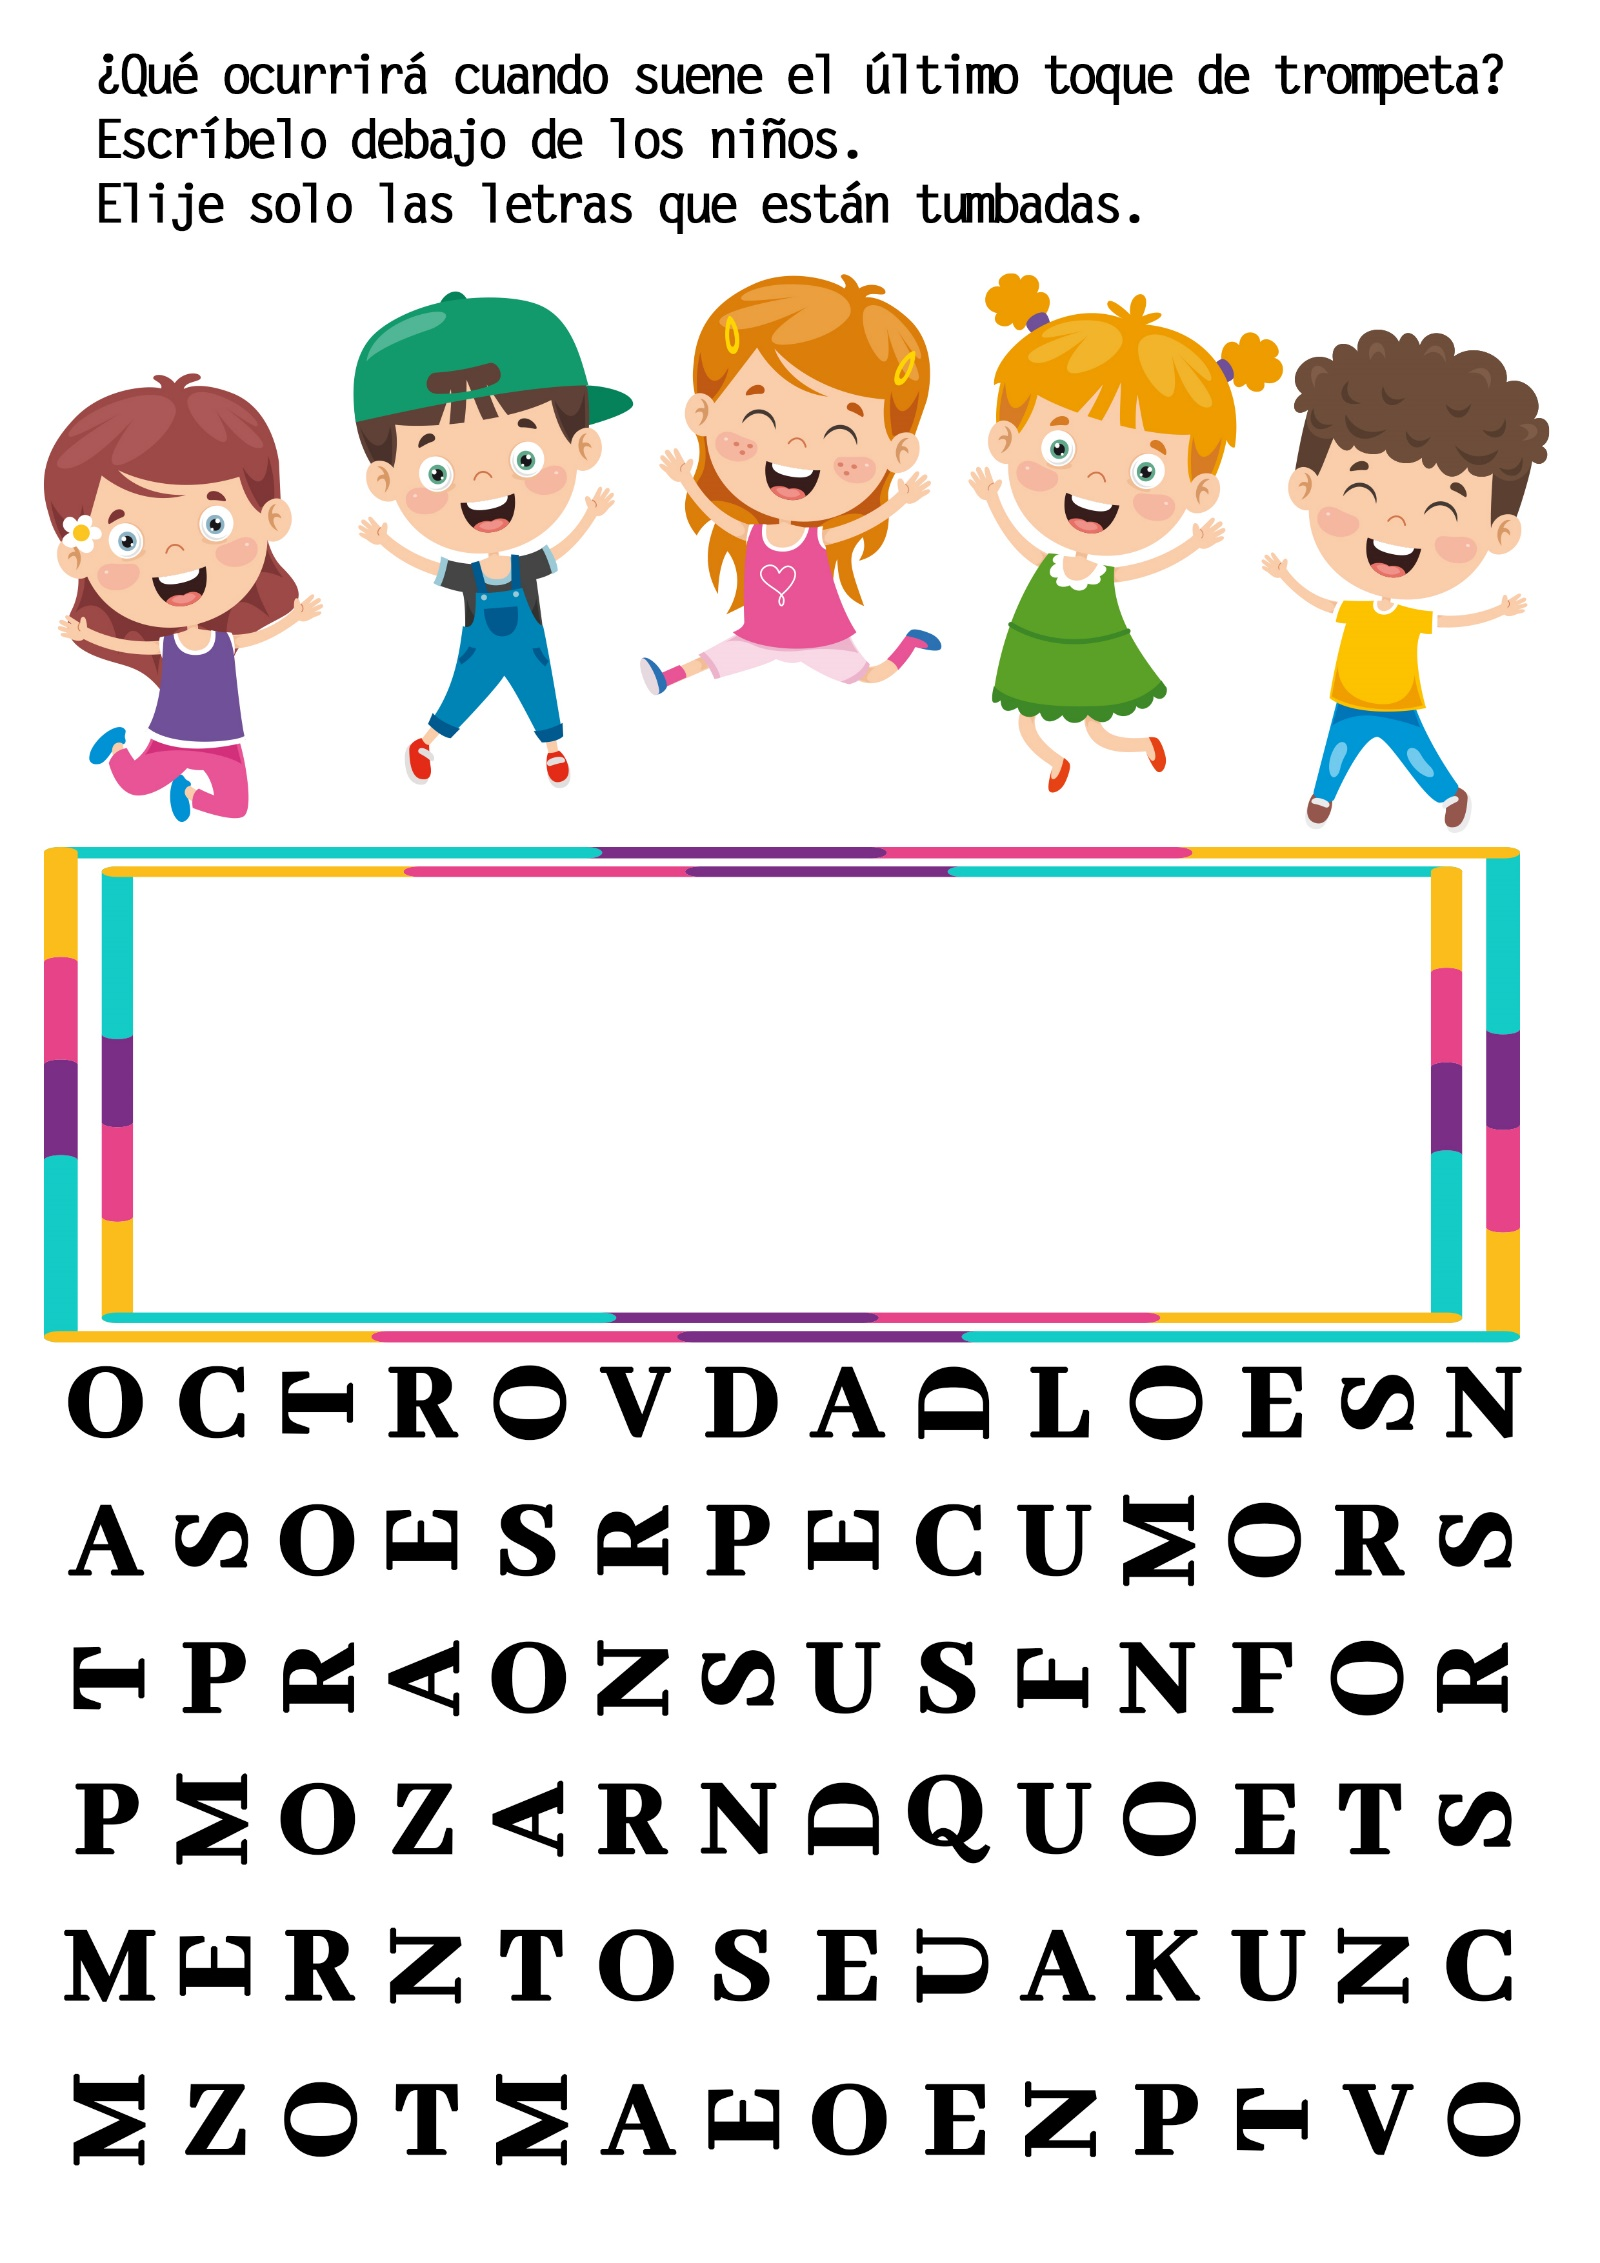 ¿Qué ocurrirá cuando suene el último toque de trompeta?
Escríbelo debajo de los niños.
Elije solo las letras que están tumbadas.
O C T R O V D A D L O E S N
A S O E S R P E C U M O R S
T P R A O N S U S F N F O R
P M O Z A R N D Q U O E T S
M E R N T O S E U A K U N C
M Z O T M A E O E N P T V O